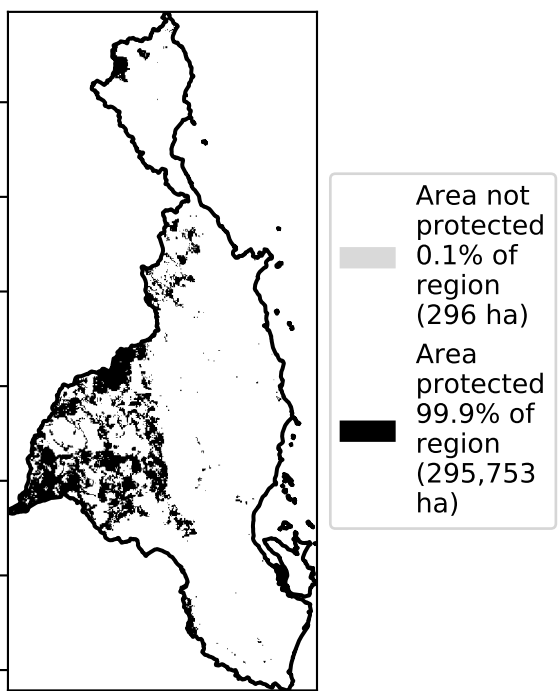 Area not
protected
0.1% of
region
(296 ha)
Area
protected
99.9% of
region
(295,753
ha)